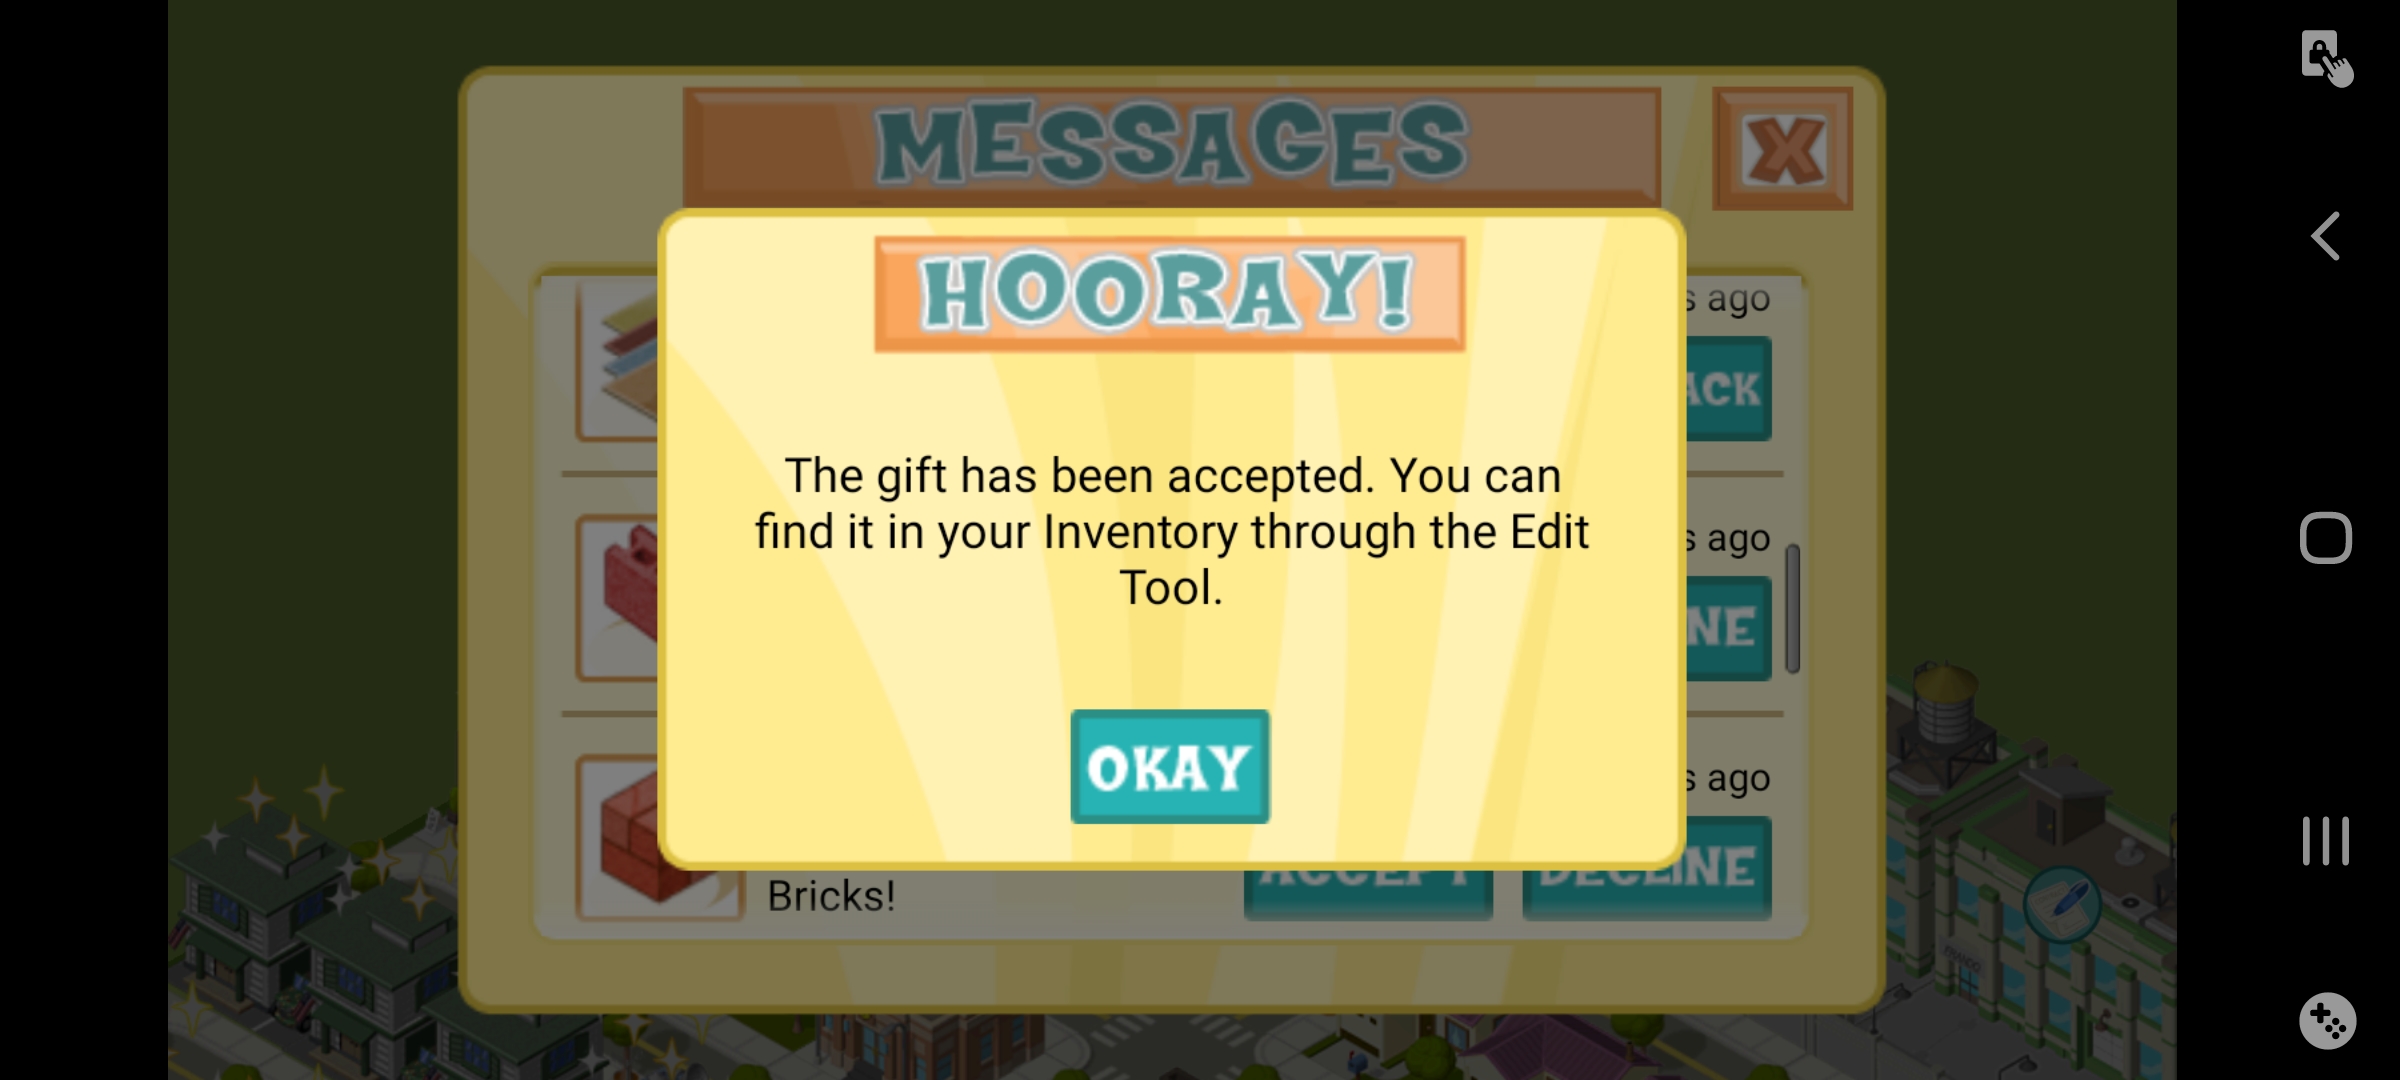 MESSAGES
X
HOORAY!
s ago
ACK
The gift has been accepted. You can
find it in your Inventory through the Edit
Tool.
s ago
NE
OKAY
s ago
Bricks!
ACCEPT
DECLINE